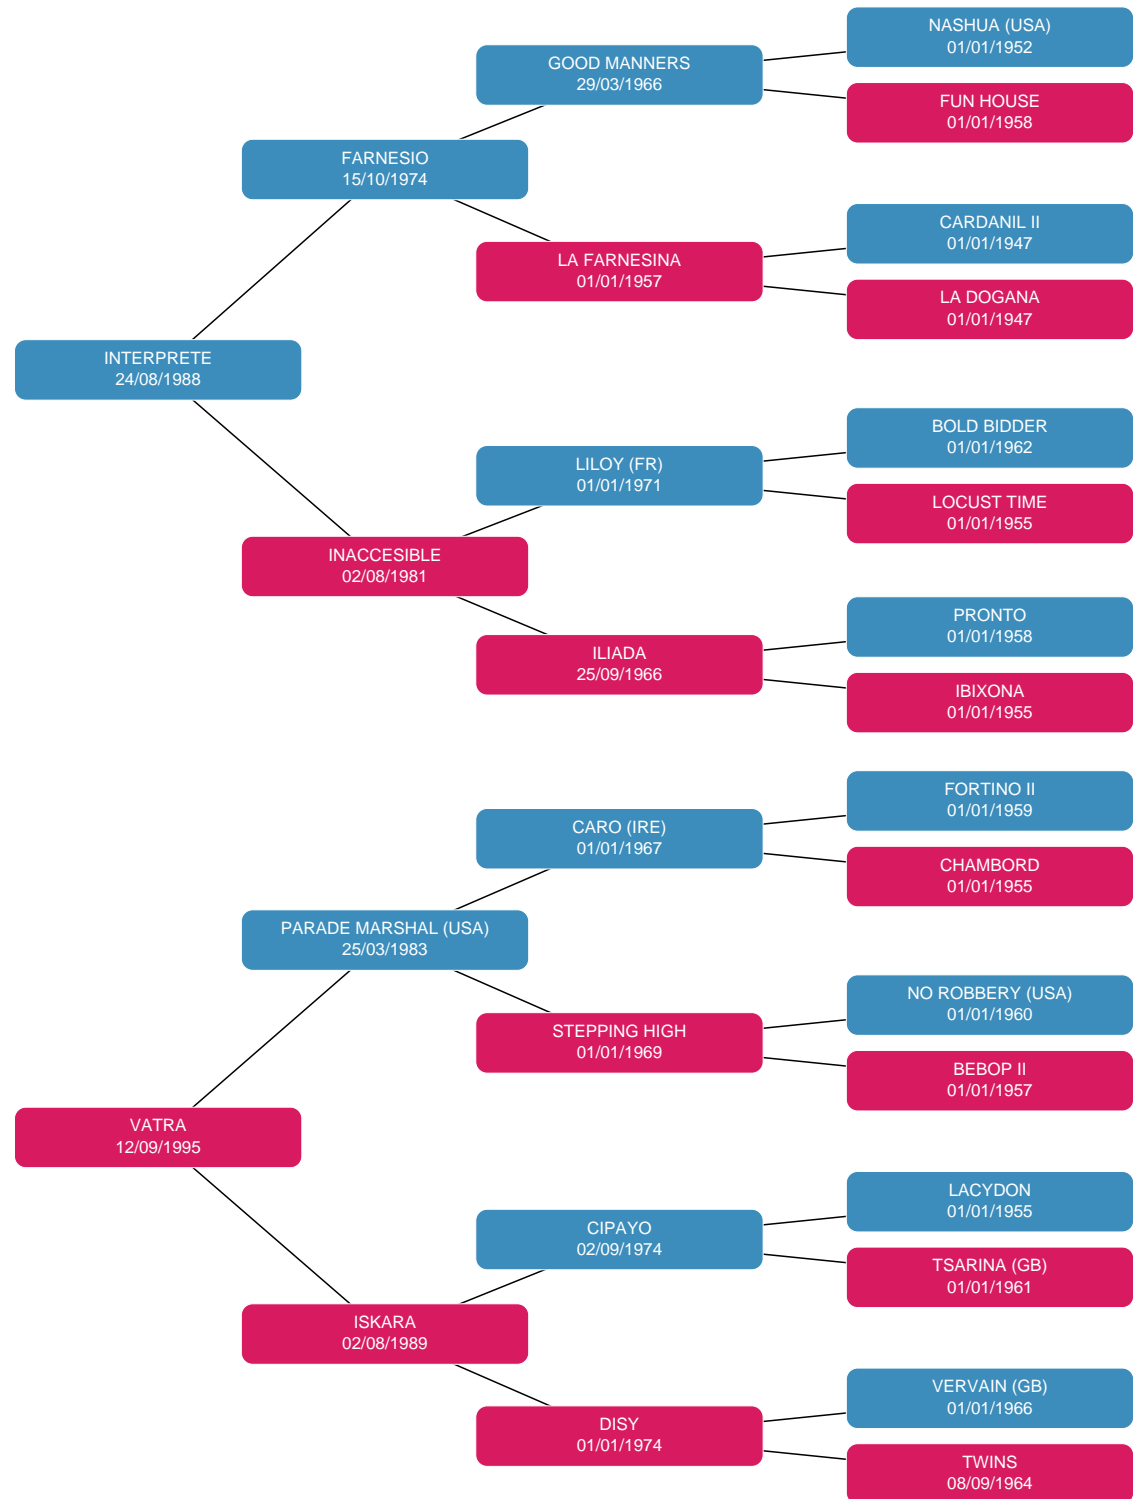 NASHUA (USA)
01/01/1952
GOOD MANNERS
29/03/1966
FUN HOUSE
01/01/1958
FARNESIO
15/10/1974
CARDANIL II
01/01/1947
LA FARNESINA
01/01/1957
LA DOGANA
01/01/1947
INTERPRETE
24/08/1988
BOLD BIDDER
01/01/1962
LILOY (FR)
01/01/1971
LOCUST TIME
01/01/1955
INACCESIBLE
02/08/1981
PRONTO
01/01/1958
ILIADA
25/09/1966
IBIXONA
01/01/1955
FORTINO II
01/01/1959
CARO (IRE)
01/01/1967
CHAMBORD
01/01/1955
PARADE MARSHAL (USA)
25/03/1983
NO ROBBERY (USA)
01/01/1960
STEPPING HIGH
01/01/1969
BEBOP II
01/01/1957
VATRA
12/09/1995
LACYDON
01/01/1955
CIPAYO
02/09/1974
TSARINA (GB)
01/01/1961
ISKARA
02/08/1989
VERVAIN (GB)
01/01/1966
DISY
01/01/1974
TWINS
08/09/1964